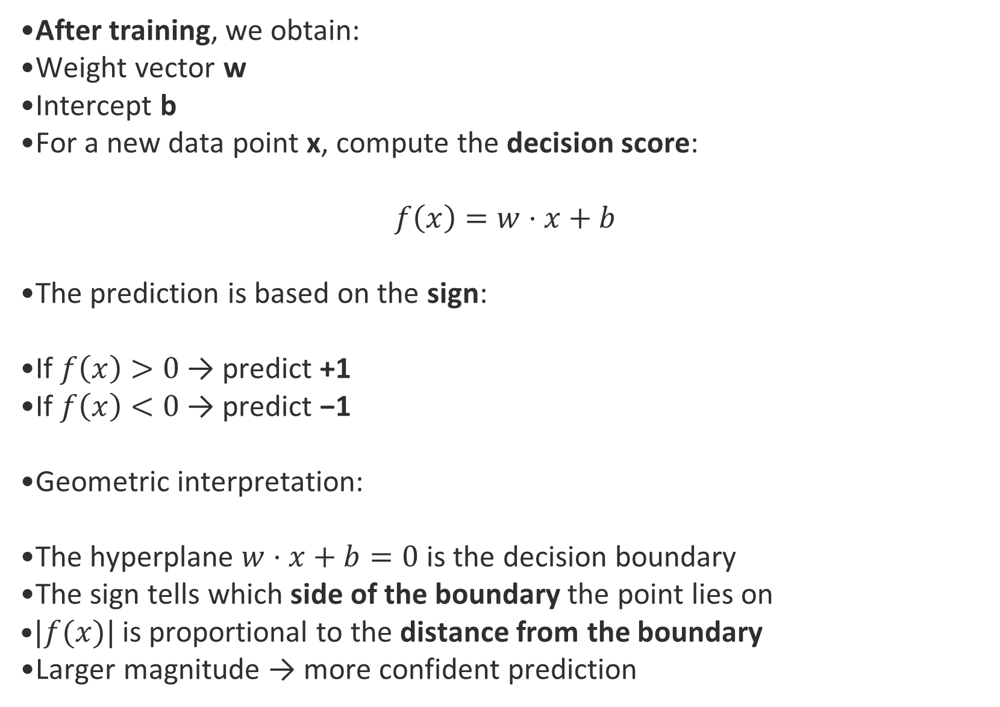 •After training, we obtain:
•Weight vector w
•Intercept b
•For a new data point x, compute the decision score:
f(x) = w · x + b
•The prediction is based on the sign:
•If f(x) > 0 → predict +1
•If f(x) < 0 → predict −1
•Geometric interpretation:
•The hyperplane w · x + b = 0 is the decision boundary
•The sign tells which side of the boundary the point lies on
•|f(x)| is proportional to the distance from the boundary
•Larger magnitude → more confident prediction